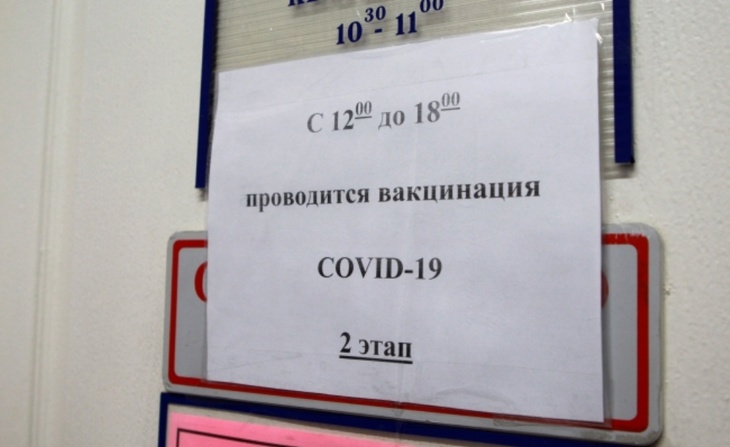 10³⁰ - 11⁰⁰
С 12⁰⁰ до 18⁰⁰
проводится вакцинация
COVID-19
2 этап